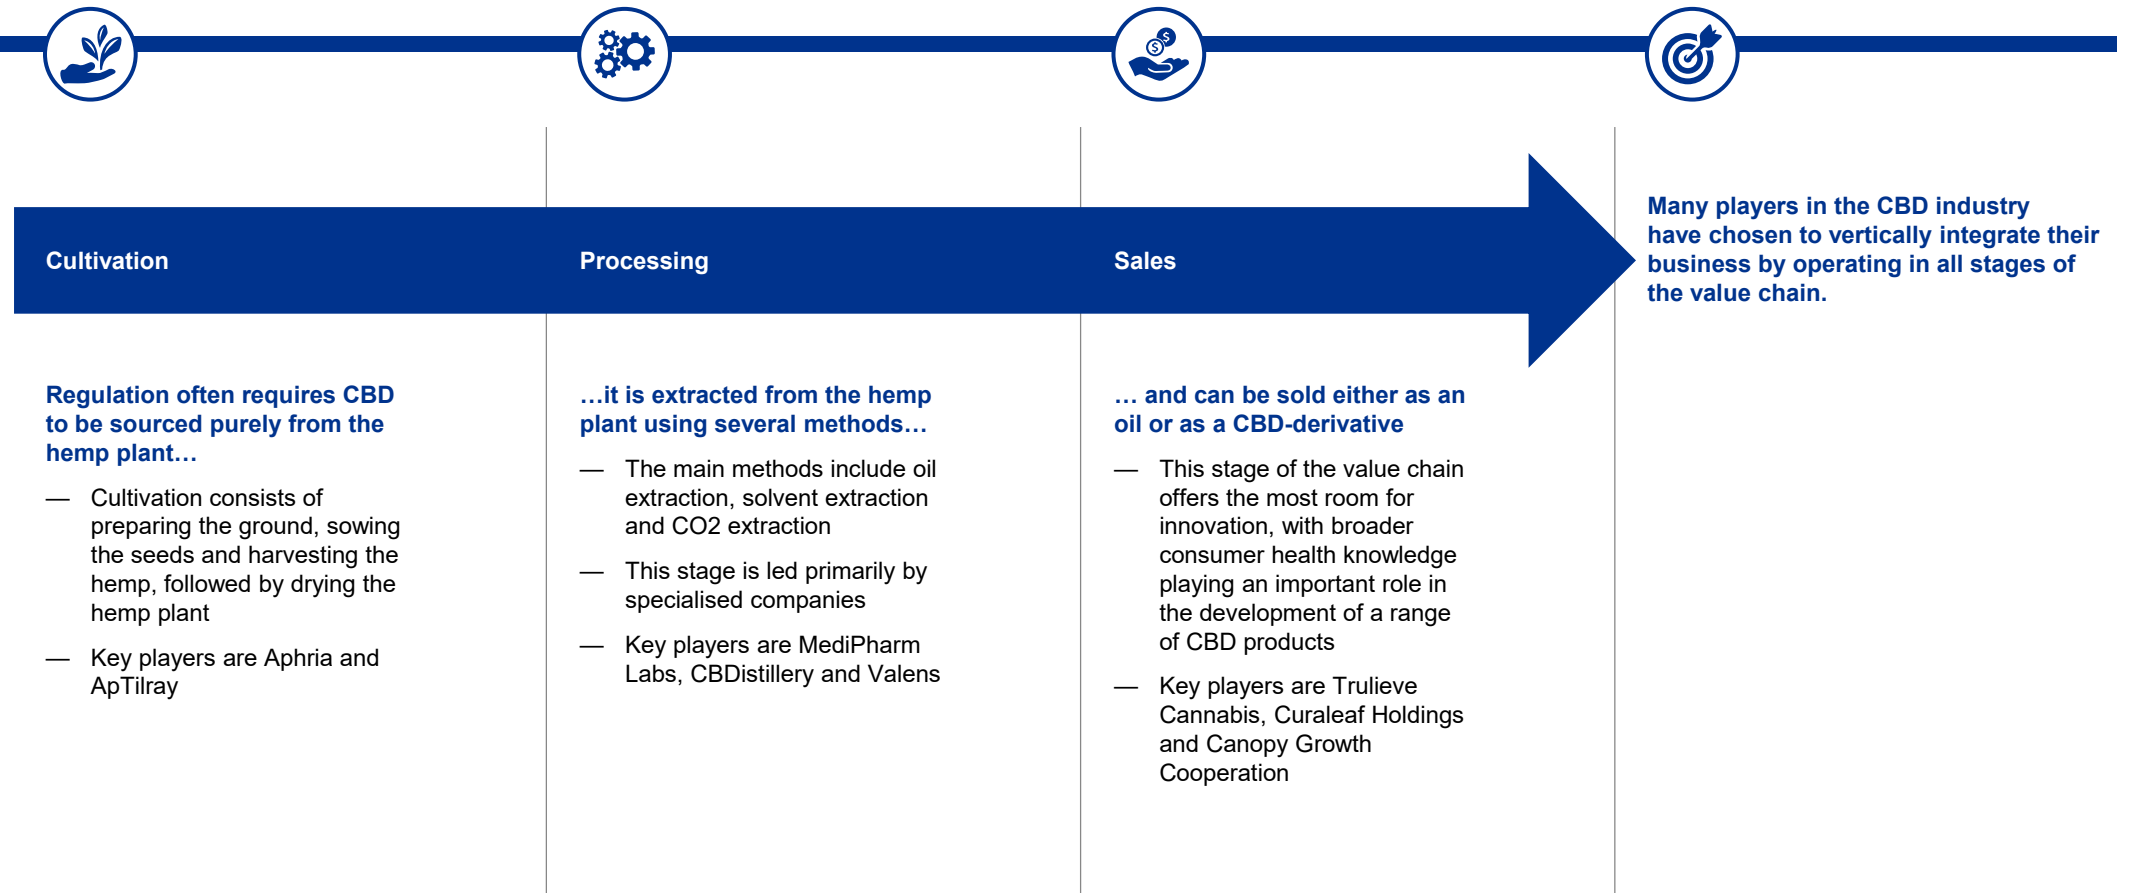 Cultivation
Processing
Sales
Many players in the CBD industry
have chosen to vertically integrate their
business by operating in all stages of
the value chain.
Regulation often requires CBD
to be sourced purely from the
hemp plant…
— Cultivation consists of
preparing the ground, sowing
the seeds and harvesting the
hemp, followed by drying the
hemp plant
— Key players are Aphria and
ApTilray
…it is extracted from the hemp
plant using several methods…
— The main methods include oil
extraction, solvent extraction
and CO2 extraction
— This stage is led primarily by
specialised companies
— Key players are MediPharm
Labs, CBDistillery and Valens
… and can be sold either as an
oil or as a CBD-derivative
— This stage of the value chain
offers the most room for
innovation, with broader
consumer health knowledge
playing an important role in
the development of a range
of CBD products
— Key players are Trulieve
Cannabis, Curaleaf Holdings
and Canopy Growth
Cooperation